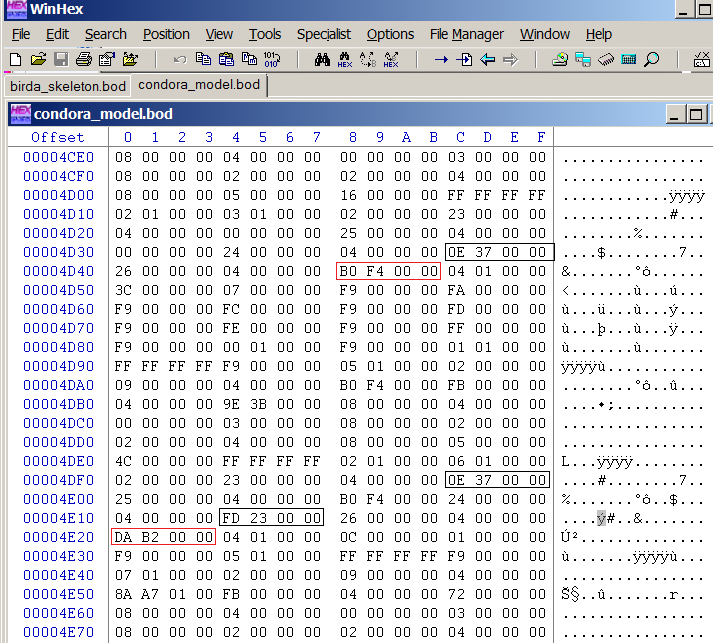 WinHex
File Edit Search Position View Tools Specialist Options File Manager Window Help
birda_skeleton.bod condora_model.bod
condora_model.bod
Offset 0 1 2 3 4 5 6 7 8 9 A B C D E F
00004CE0 08 00 00 00 04 00 00 00 00 00 00 00 03 00 00 00 ................
00004CF0 08 00 00 00 02 00 00 00 02 00 00 00 04 00 00 00 ................
00004D00 08 00 00 00 05 00 00 00 16 00 00 00 FF FF FF FF ............ÿÿÿÿ
00004D10 02 01 00 00 03 01 00 00 02 00 00 00 23 00 00 00 ............#...
00004D20 04 00 00 00 00 00 00 00 25 00 00 00 04 00 00 00 ........%.......
00004D30 00 00 00 00 24 00 00 00 04 00 00 00 0E 37 00 00 ....$........7..
00004D40 26 00 00 00 04 00 00 00 B0 F4 00 00 04 01 00 00 &.......°ô......
00004D50 3C 00 00 00 07 00 00 00 F9 00 00 00 FA 00 00 00 <.......ù...ú...
00004D60 F9 00 00 00 FC 00 00 00 F9 00 00 00 FD 00 00 00 ù...ü...ù...ý...
00004D70 F9 00 00 00 FE 00 00 00 F9 00 00 00 FF 00 00 00 ù...þ...ù...ÿ...
00004D80 F9 00 00 00 00 01 00 00 F9 00 00 00 01 01 00 00 ù.......ù.......
00004D90 FF FF FF FF F9 00 00 00 05 01 00 00 02 00 00 00 ÿÿÿÿù...........
00004DA0 09 00 00 00 04 00 00 00 B0 F4 00 00 FB 00 00 00 ........°ô..û...
00004DB0 04 00 00 00 9E 3B 00 00 08 00 00 00 04 00 00 00 ....•;..........
00004DC0 00 00 00 00 03 00 00 00 08 00 00 00 02 00 00 00 ................
00004DD0 02 00 00 00 04 00 00 00 08 00 00 00 05 00 00 00 ................
00004DE0 4C 00 00 00 FF FF FF FF 02 01 00 00 06 01 00 00 L...ÿÿÿÿ........
00004DF0 02 00 00 00 23 00 00 00 04 00 00 00 0E 37 00 00 ....#........7..
00004E00 25 00 00 00 04 00 00 00 B0 F4 00 00 24 00 00 00 %.......°ô..$...
00004E10 04 00 00 00 FD 23 00 00 26 00 00 00 04 00 00 00 ....ý#..&.......
00004E20 DA B2 00 00 04 01 00 00 0C 00 00 00 01 00 00 00 Ú²..............
00004E30 F9 00 00 00 05 01 00 00 FF FF FF FF F9 00 00 00 ù.......ÿÿÿÿù...
00004E40 07 01 00 00 02 00 00 00 09 00 00 00 04 00 00 00 ................
00004E50 8A A7 01 00 FB 00 00 00 04 00 00 00 72 00 00 00 Š§..û.......r...
00004E60 08 00 00 00 04 00 00 00 00 00 00 00 03 00 00 00 ................
00004E70 08 00 00 00 02 00 00 00 02 00 00 00 04 00 00 00 ................